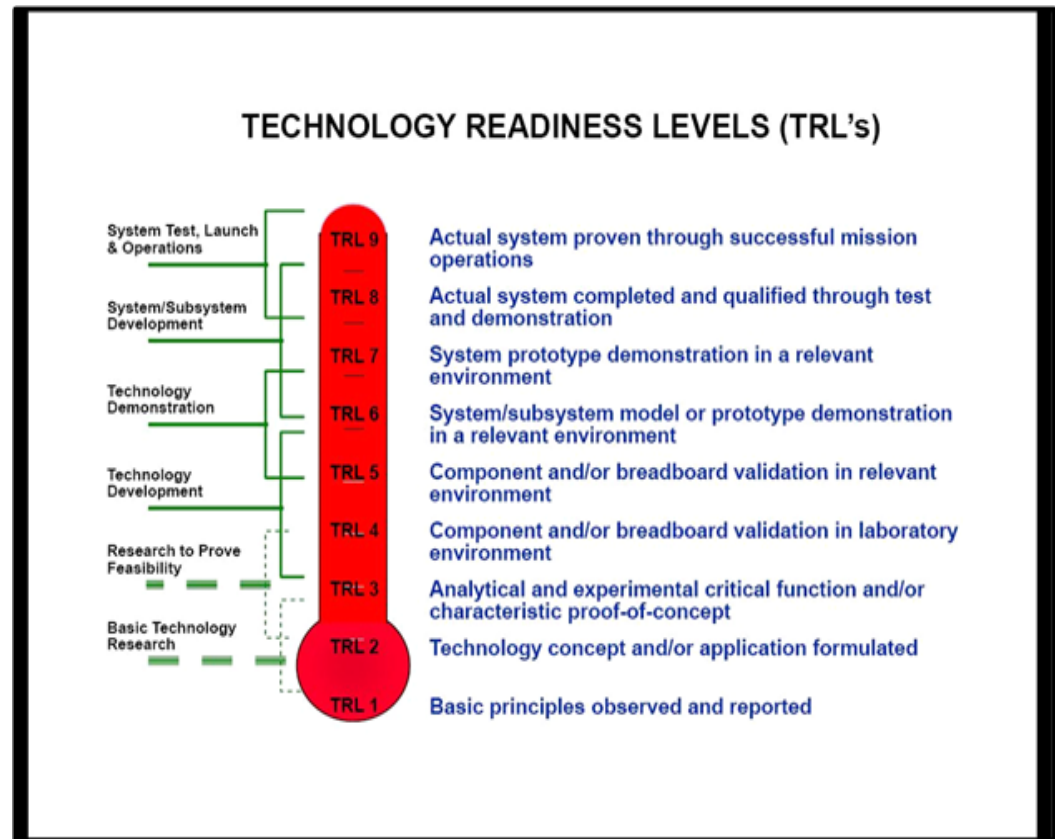 TECHNOLOGY READINESS LEVELS (TRL's)
System Test, Launch
& Operations
System/Subsystem
Development
Technology
Demonstration
Technology
Development
Research to Prove
Feasibility
Basic Technology
Research
TRL 9
Actual system proven through successful mission
operations
TRL 8
Actual system completed and qualified through test
and demonstration
TRL 7
System prototype demonstration in a relevant
environment
TRL 6
System/subsystem model or prototype demonstration
in a relevant environment
TRL 5
Component and/or breadboard validation in relevant
environment
TRL 4
Component and/or breadboard validation in laboratory
environment
TRL 3
Analytical and experimental critical function and/or
characteristic proof-of-concept
TRL 2
Technology concept and/or application formulated
TRL 1
Basic principles observed and reported